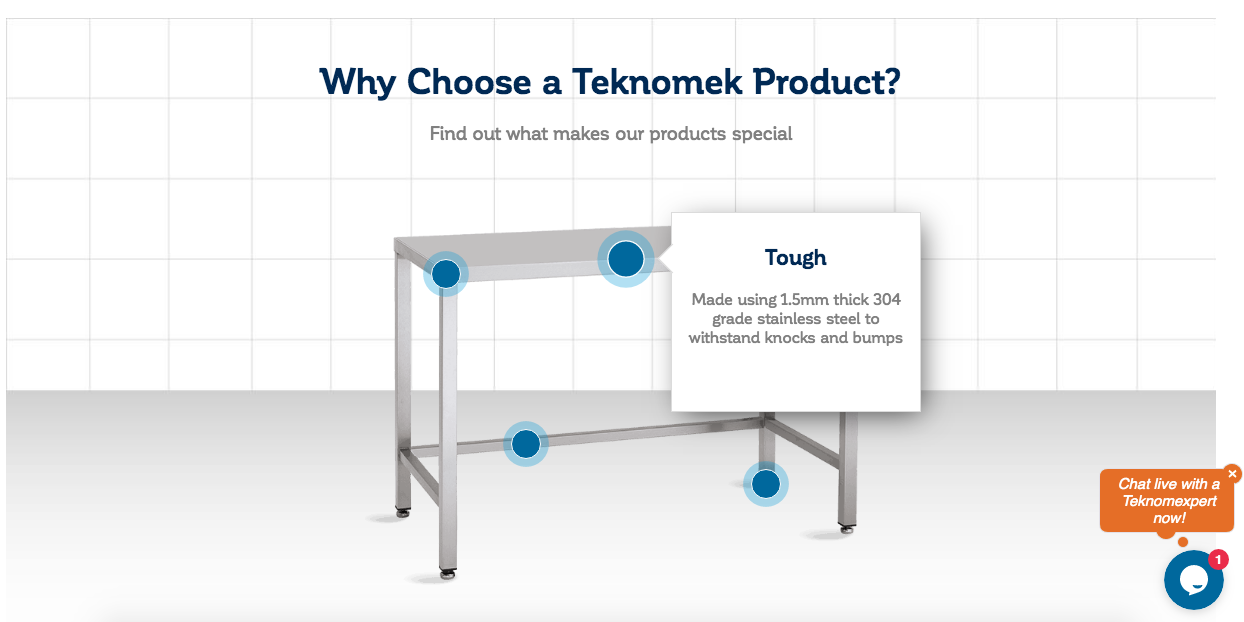 Why Choose a Teknomek Product?
Find out what makes our products special
Tough
Made using 1.5mm thick 304
grade stainless steel to
withstand knocks and bumps
Chat live with a
Teknomexpert
now!
1